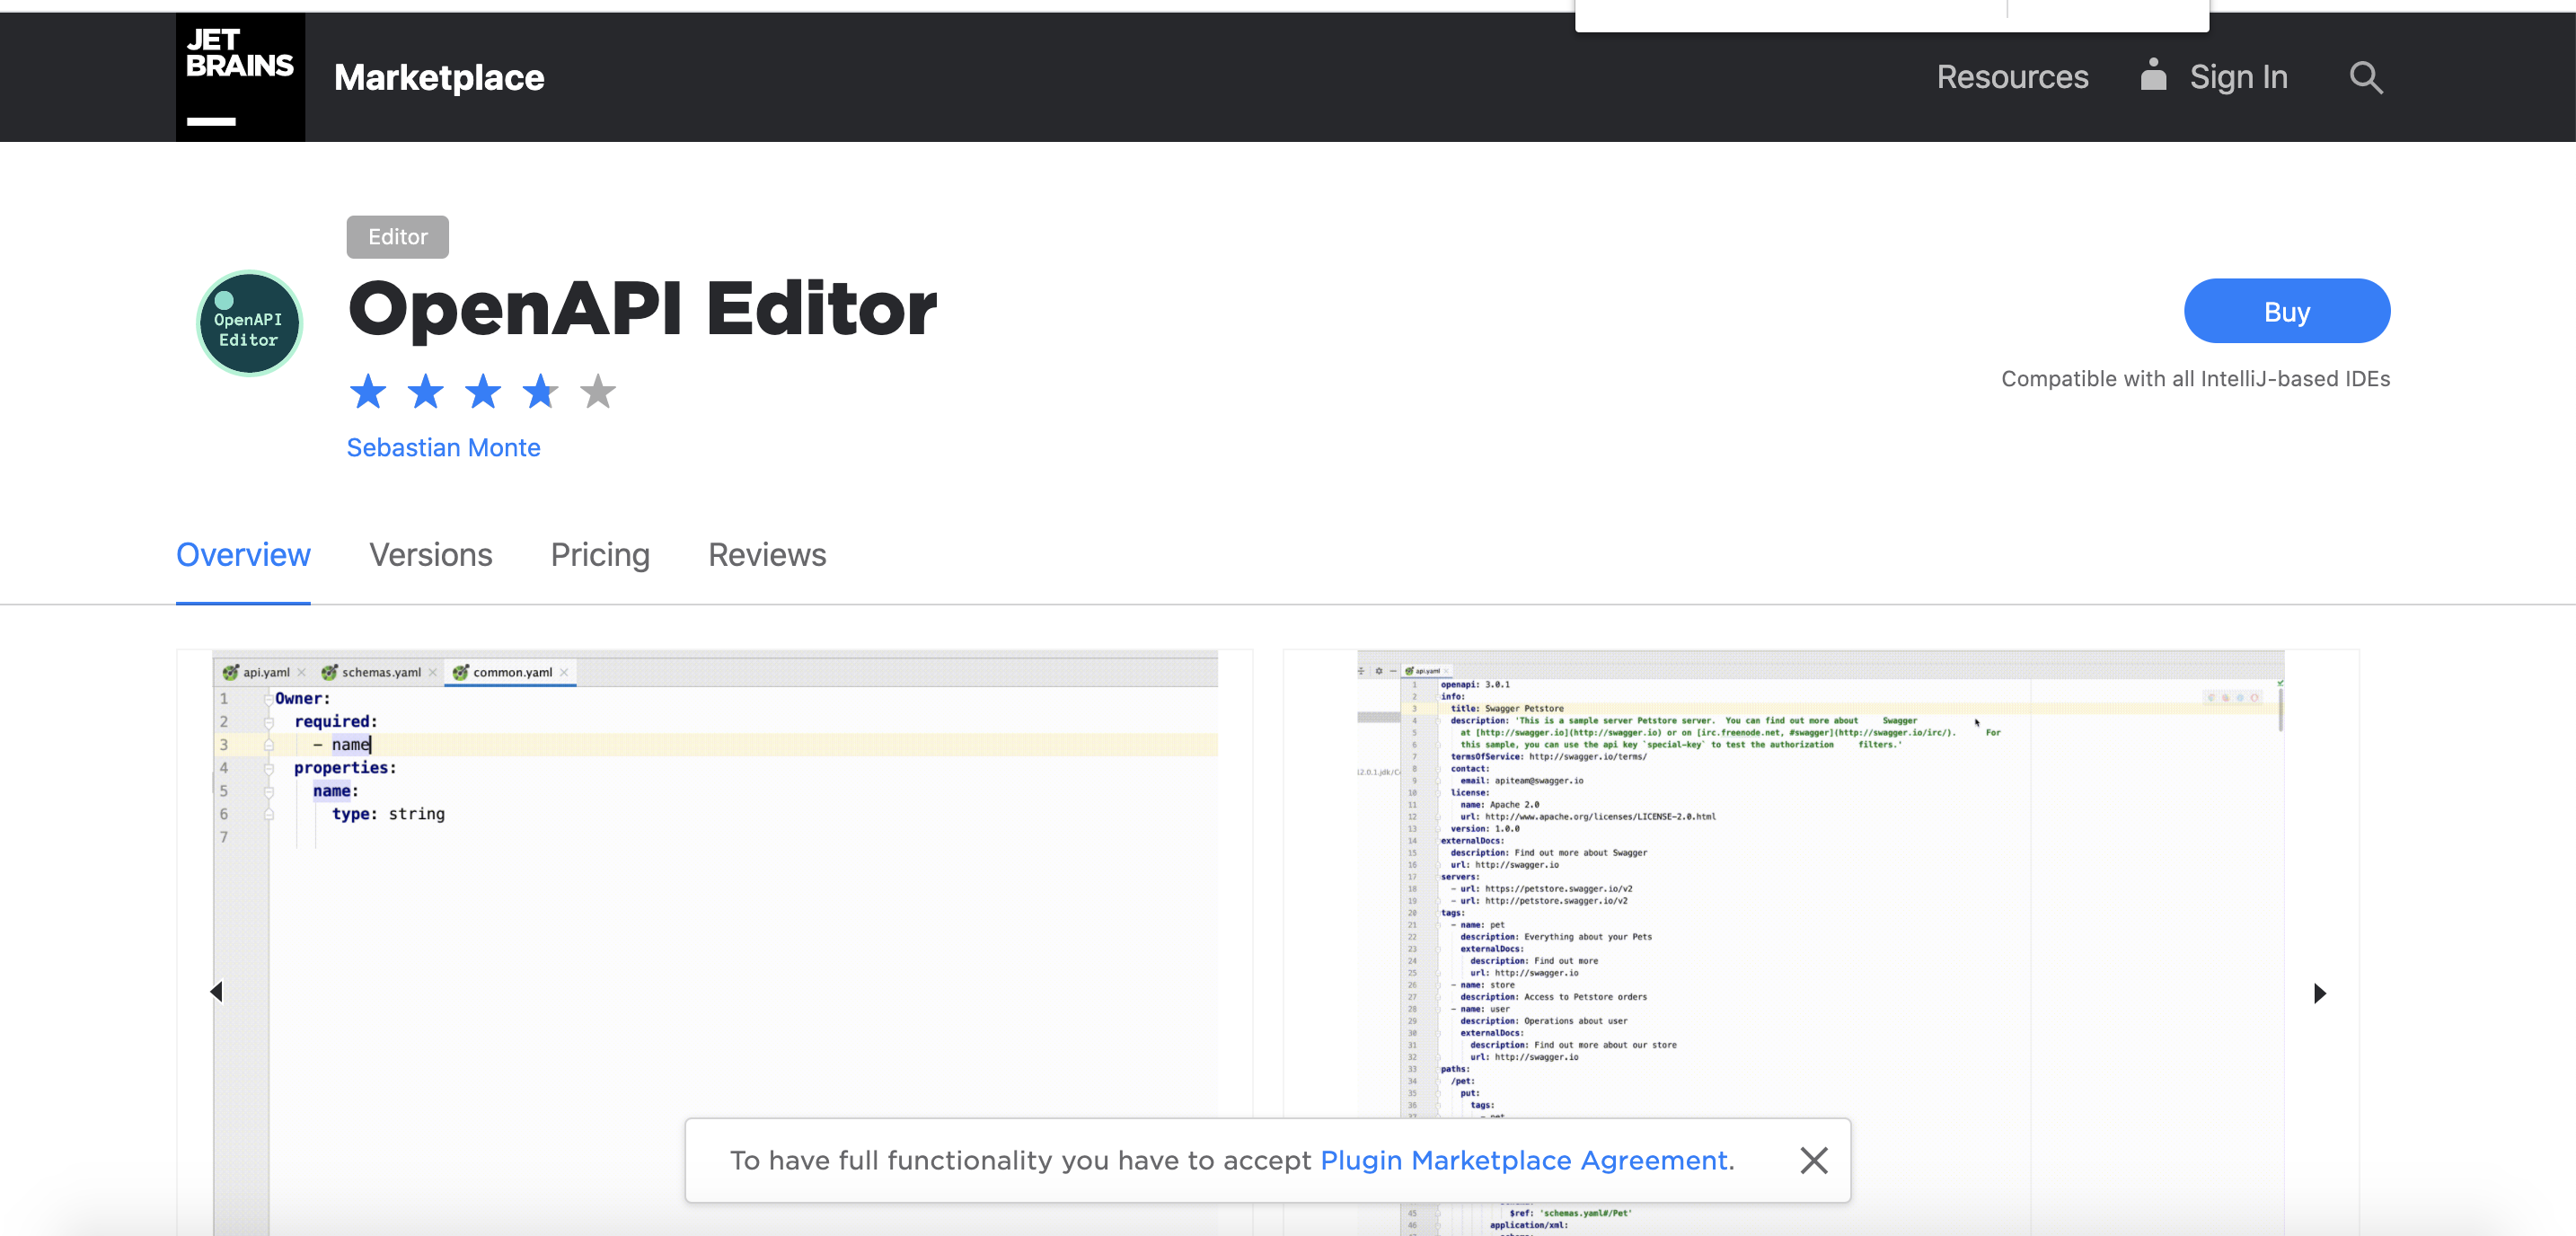 JET
BRAINS
Marketplace
Resources
Sign In
Editor
OpenAPI
Editor
OpenAPI Editor
Buy
Compatible with all IntelliJ-based IDEs
Sebastian Monte
Overview
Versions
Pricing
Reviews
api.yaml
schemas.yaml
common.yaml
1 Owner:
2 required:
3 - name
4 properties:
5 name:
6 type: string
7
api.yaml
1 openapi: 3.0.1
2 info:
3 title: Swagger Petstore
4 description: 'This is a sample server Petstore server. You can find out more about Swagger
5 at [http://swagger.io](http://swagger.io) or on [irc.freenode.net, #swagger](http://swagger.io/irc/). For
6 this sample, you can use the api key `special-key` to test the authorization filters.'
7 termsOfService: http://swagger.io/terms/
8 contact:
9 email: apiteam@swagger.io
10 license:
11 name: Apache 2.0
12 url: http://www.apache.org/licenses/LICENSE-2.0.html
13 version: 1.0.0
14 externalDocs:
15 description: Find out more about Swagger
16 url: http://swagger.io
17 servers:
18 - url: https://petstore.swagger.io/v2
19 - url: http://petstore.swagger.io/v2
20 tags:
21 - name: pet
22 description: Everything about your Pets
23 externalDocs:
24 description: Find out more
25 url: http://swagger.io
26 - name: store
27 description: Access to Petstore orders
28 - name: user
29 description: Operations about user
30 externalDocs:
31 description: Find out more about our store
32 url: http://swagger.io
33 paths:
34 /pet:
35 put:
36 tags:
To have full functionality you have to accept Plugin Marketplace Agreement.
45 $ref: 'schemas.yaml#/Pet'
46 application/xml: